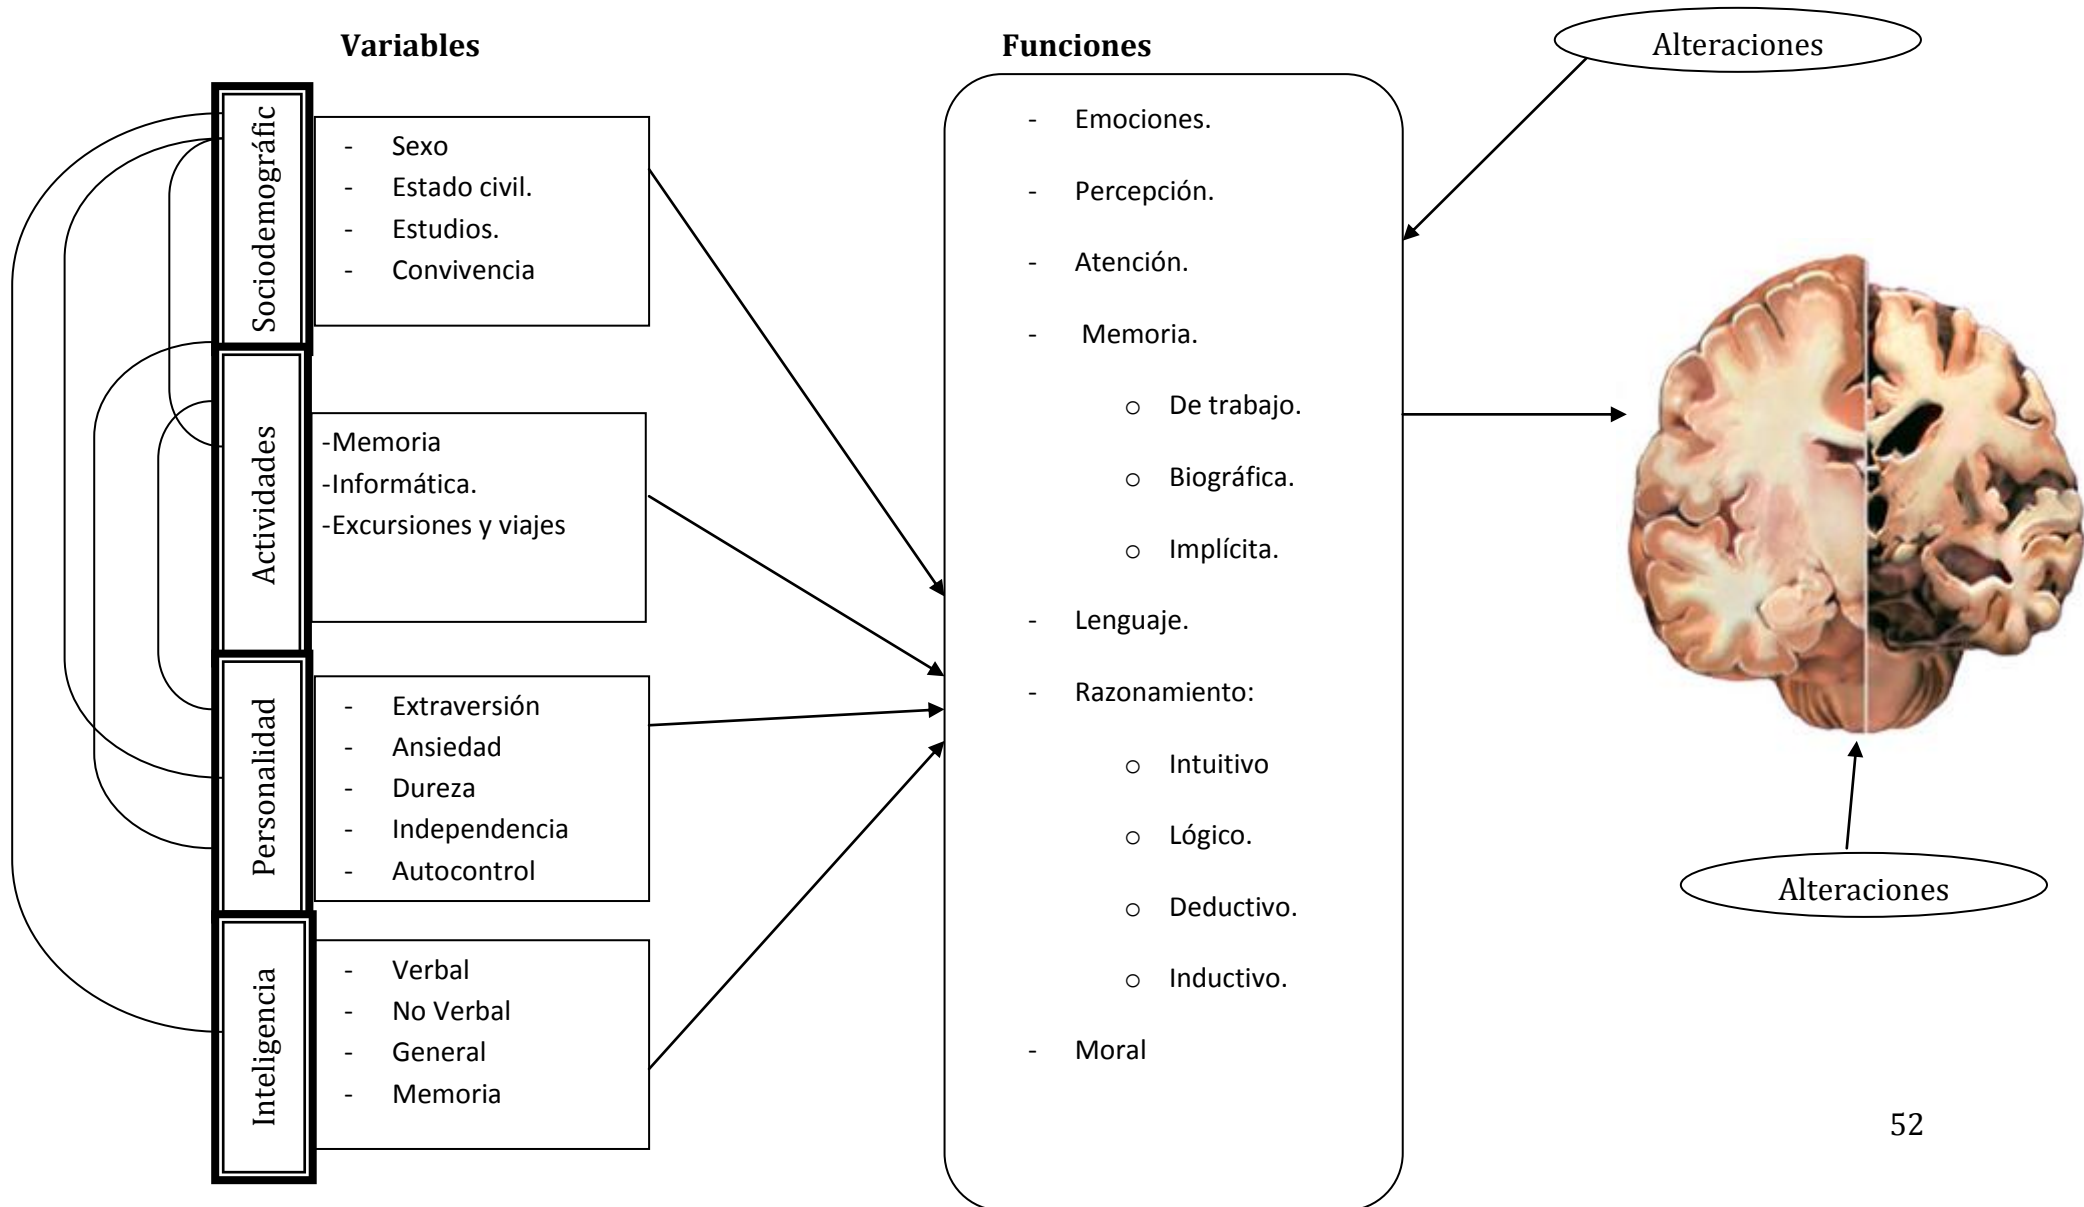 Variables
Funciones
Alteraciones
Sociodemográfic
- Sexo
- Estado civil.
- Estudios.
- Convivencia
Actividades
-Memoria
-Informática.
-Excursiones y viajes
Personalidad
- Extraversión
- Ansiedad
- Dureza
- Independencia
- Autocontrol
Inteligencia
- Verbal
- No Verbal
- General
- Memoria
- Emociones.
- Percepción.
- Atención.
- Memoria.
o De trabajo.
o Biográfica.
o Implícita.
- Lenguaje.
- Razonamiento:
o Intuitivo
o Lógico.
o Deductivo.
o Inductivo.
- Moral
Alteraciones
52